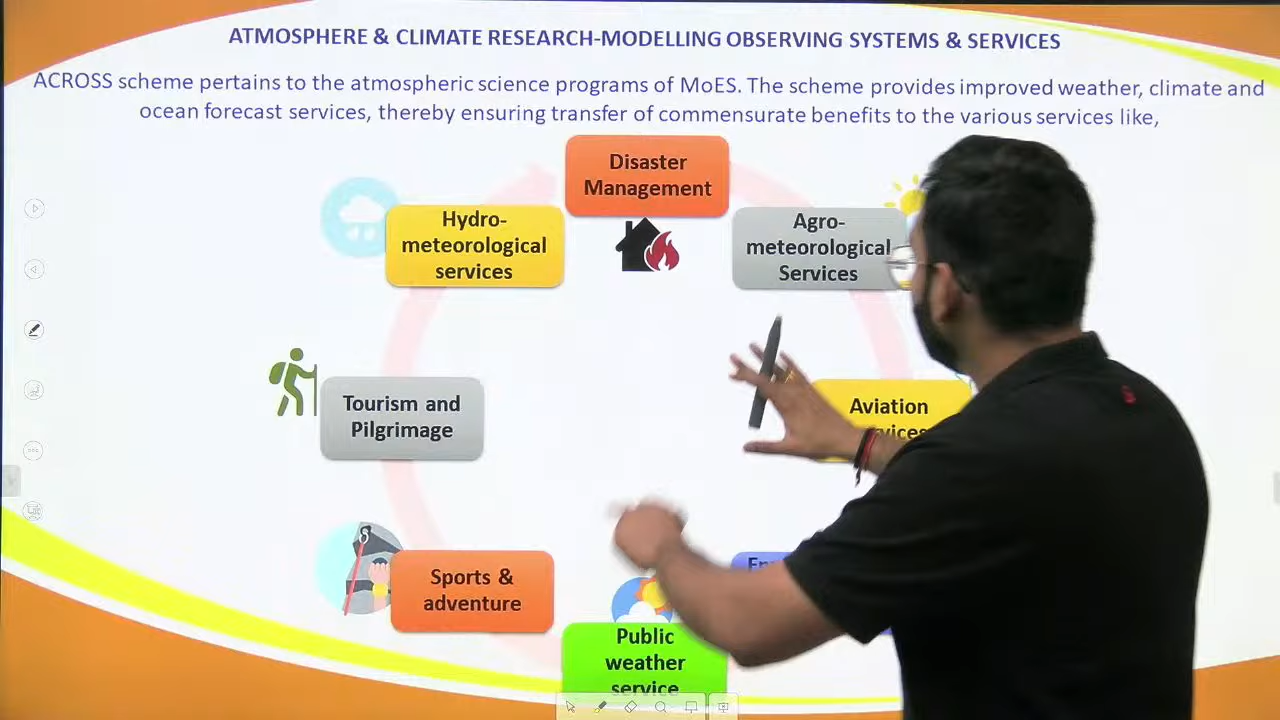 ATMOSPHERE & CLIMATE RESEARCH-MODELLING OBSERVING SYSTEMS & SERVICES
ACROSS scheme pertains to the atmospheric science programs of MoES. The scheme provides improved weather, climate and
ocean forecast services, thereby ensuring transfer of commensurate benefits to the various services like,
Disaster
Management
Hydro-
meteorological
services
Agro-
meteorological
Services
Tourism and
Pilgrimage
Aviation
Sports &
adventure
Public
weather
service